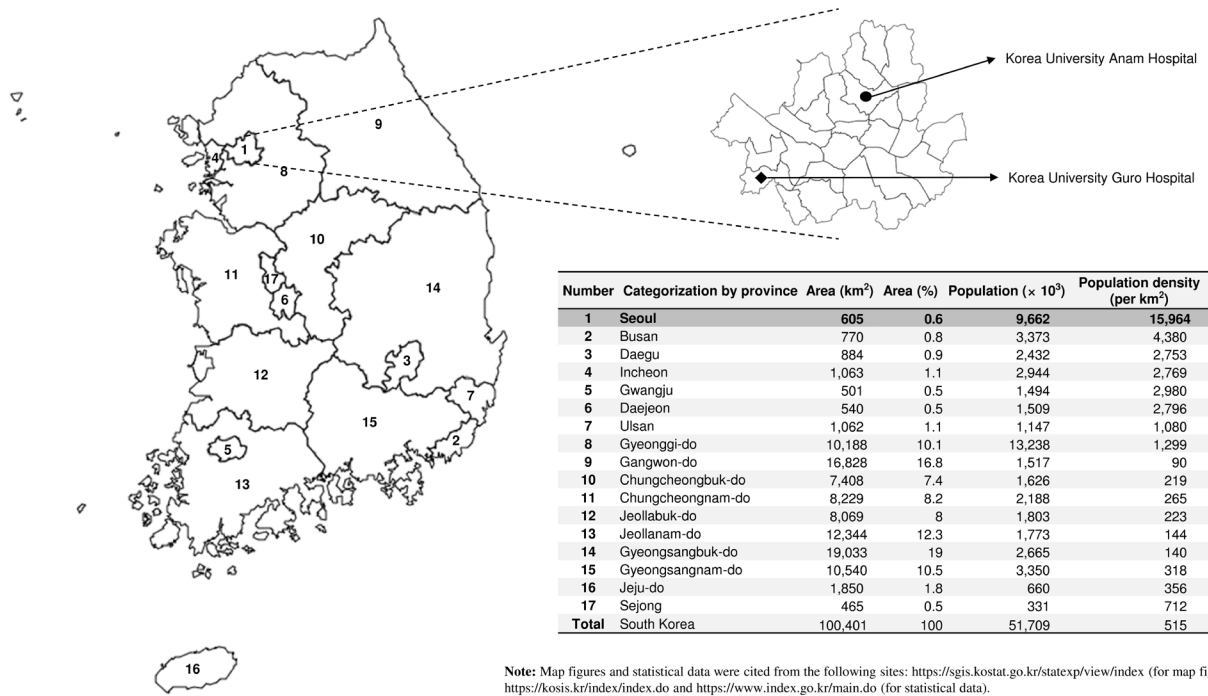 Korea University Anam Hospital
9
1
4
8
Korea University Guro Hospital
10
11
17
6
14
3
12
7
15
2
5
13
16
Number Categorization by province Area (km²) Area (%) Population (× 10³) Population density (per km²)
1 Seoul 605 0.6 9,662 15,964
2 Busan 770 0.8 3,373 4,380
3 Daegu 884 0.9 2,432 2,753
4 Incheon 1,063 1.1 2,944 2,769
5 Gwangju 501 0.5 1,494 2,980
6 Daejeon 540 0.5 1,509 2,796
7 Ulsan 1,062 1.1 1,147 1,080
8 Gyeonggi-do 10,188 10.1 13,238 1,299
9 Gangwon-do 16,828 16.8 1,517 90
10 Chungcheongbuk-do 7,408 7.4 1,626 219
11 Chungcheongnam-do 8,229 8.2 2,188 265
12 Jeollabuk-do 8,069 8 1,803 223
13 Jeollanam-do 12,344 12.3 1,773 144
14 Gyeongsangbuk-do 19,033 19 2,665 140
15 Gyeongsangnam-do 10,540 10.5 3,350 318
16 Jeju-do 1,850 1.8 660 356
17 Sejong 465 0.5 331 712
Total South Korea 100,401 100 51,709 515
Note: Map figures and statistical data were cited from the following sites: https://sgis.kostat.go.kr/statexp/view/index (for map fi
https://kosis.kr/index/index.do and https://www.index.go.kr/main.do (for statistical data).